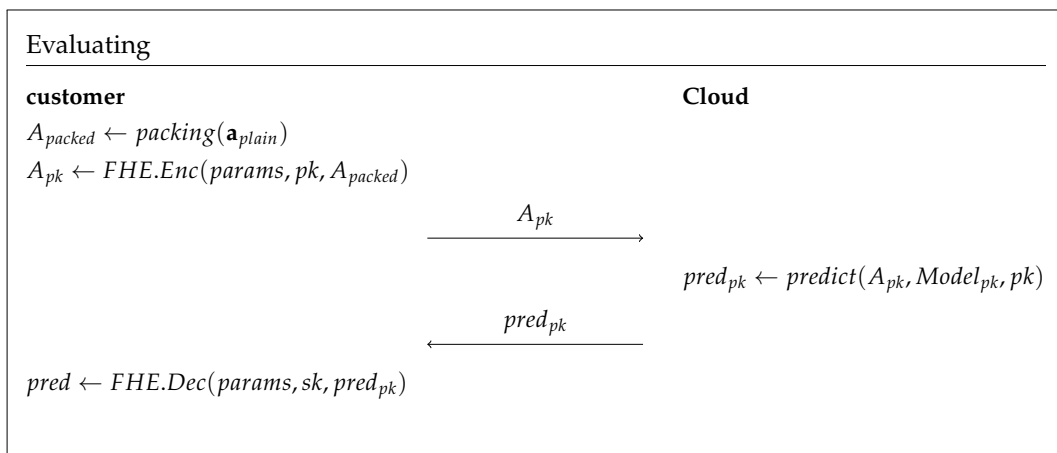 Evaluating
customer Cloud
A_packed ← packing(a_plain)
A_pk ← FHE.Enc(params, pk, A_packed)
A_pk
pred_pk ← predict(A_pk, Model_pk, pk)
pred_pk
pred ← FHE.Dec(params, sk, pred_pk)